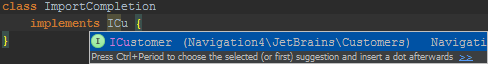 class ImportCompletion
implements ICu {
}
I ICustomer (Navigation4\JetBrains\Customers) Navigati
Press Ctrl+Period to choose the selected (or first) suggestion and insert a dot afterwards >>